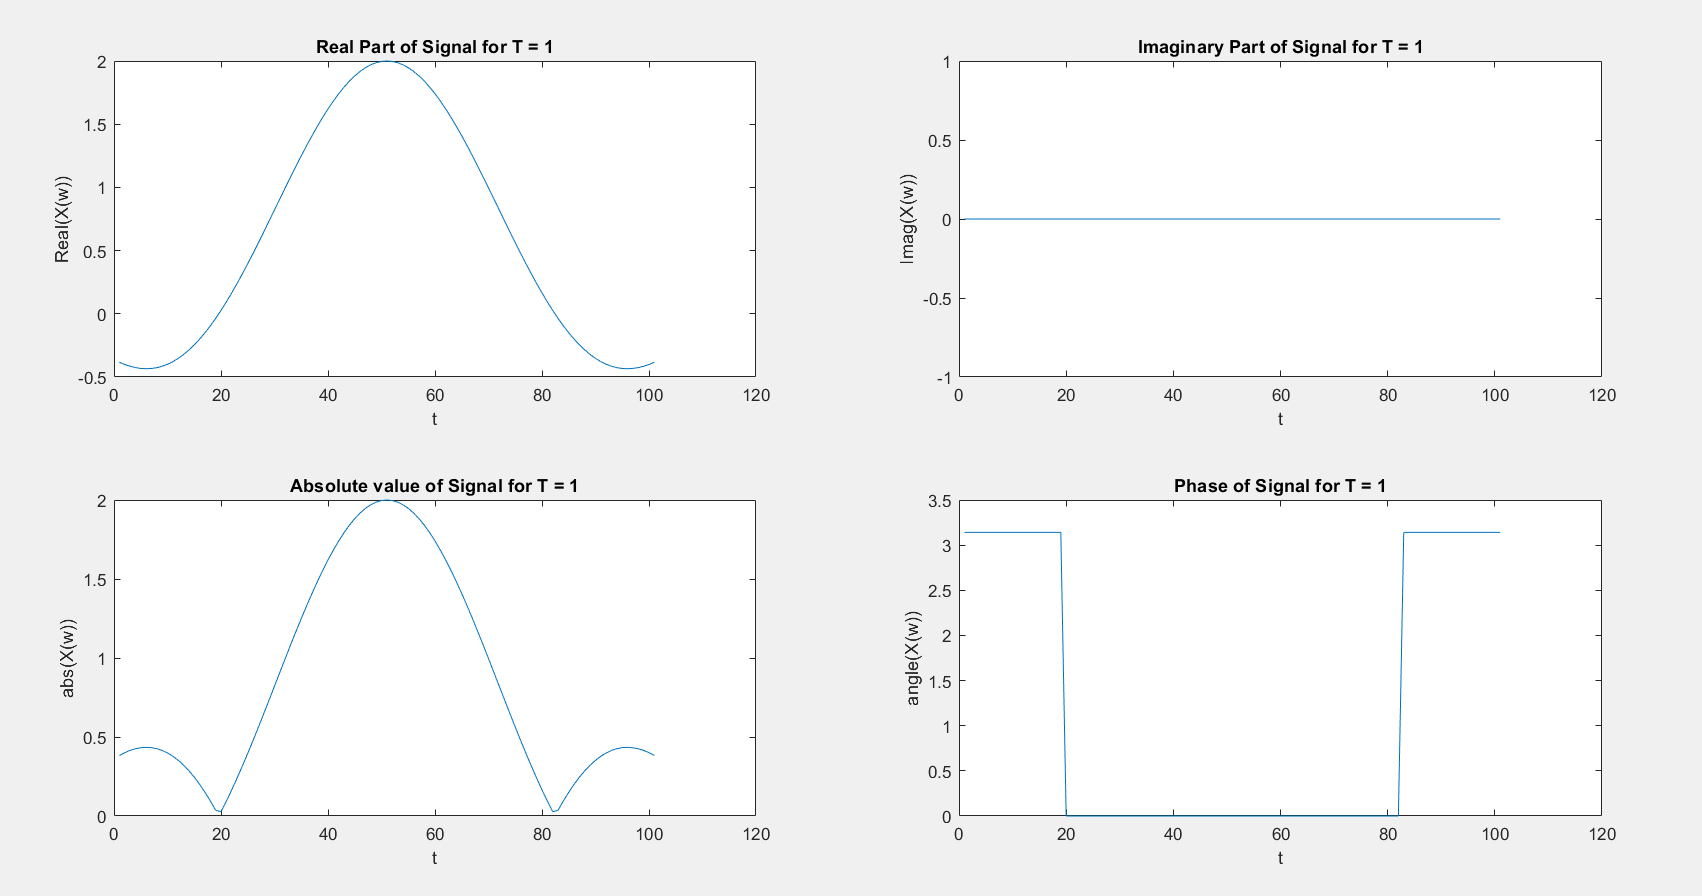 Real Part of Signal for T = 1
2
1.5
1
0.5
0
-0.5
Real(X(w))
0 20 40 60 80 100 120
t
Imaginary Part of Signal for T = 1
1
0.5
0
-0.5
-1
Imag(X(w))
0 20 40 60 80 100 120
t
Absolute value of Signal for T = 1
2
1.5
1
0.5
0
abs(X(w))
0 20 40 60 80 100 120
t
Phase of Signal for T = 1
3.5
3
2.5
2
1.5
1
0.5
0
angle(X(w))
0 20 40 60 80 100 120
t